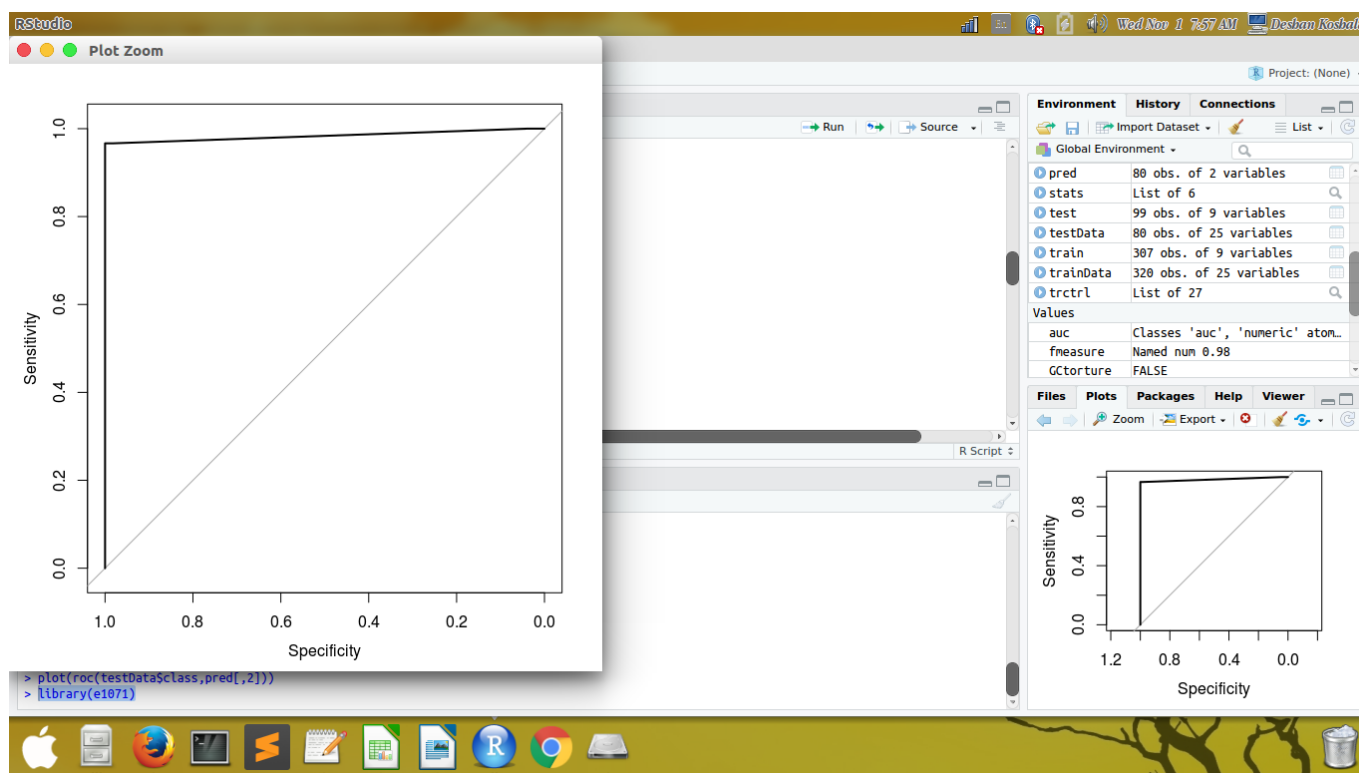 RStudio
En
Wed Nov 1 7:57 AM
Plot Zoom
Project: (None)
Run
Source
Environment History Connections
Import Dataset
List
Global Environment
pred 80 obs. of 2 variables
stats List of 6
test 99 obs. of 9 variables
testData 80 obs. of 25 variables
train 307 obs. of 9 variables
trainData 320 obs. of 25 variables
trctrl List of 27
Values
auc Classes 'auc', 'numeric' atom…
fmeasure Named num 0.98
GCtorture FALSE
Files Plots Packages Help Viewer
Zoom Export
R Script
Sensitivity
1.0
0.8
0.6
0.4
0.2
0.0
1.0 0.8 0.6 0.4 0.2 0.0
Specificity
Sensitivity
0.8
0.4
0.0
1.2 0.8 0.4 0.0
Specificity
> plot(roc(testData$class,pred[,2]))
> library(e1071)
R